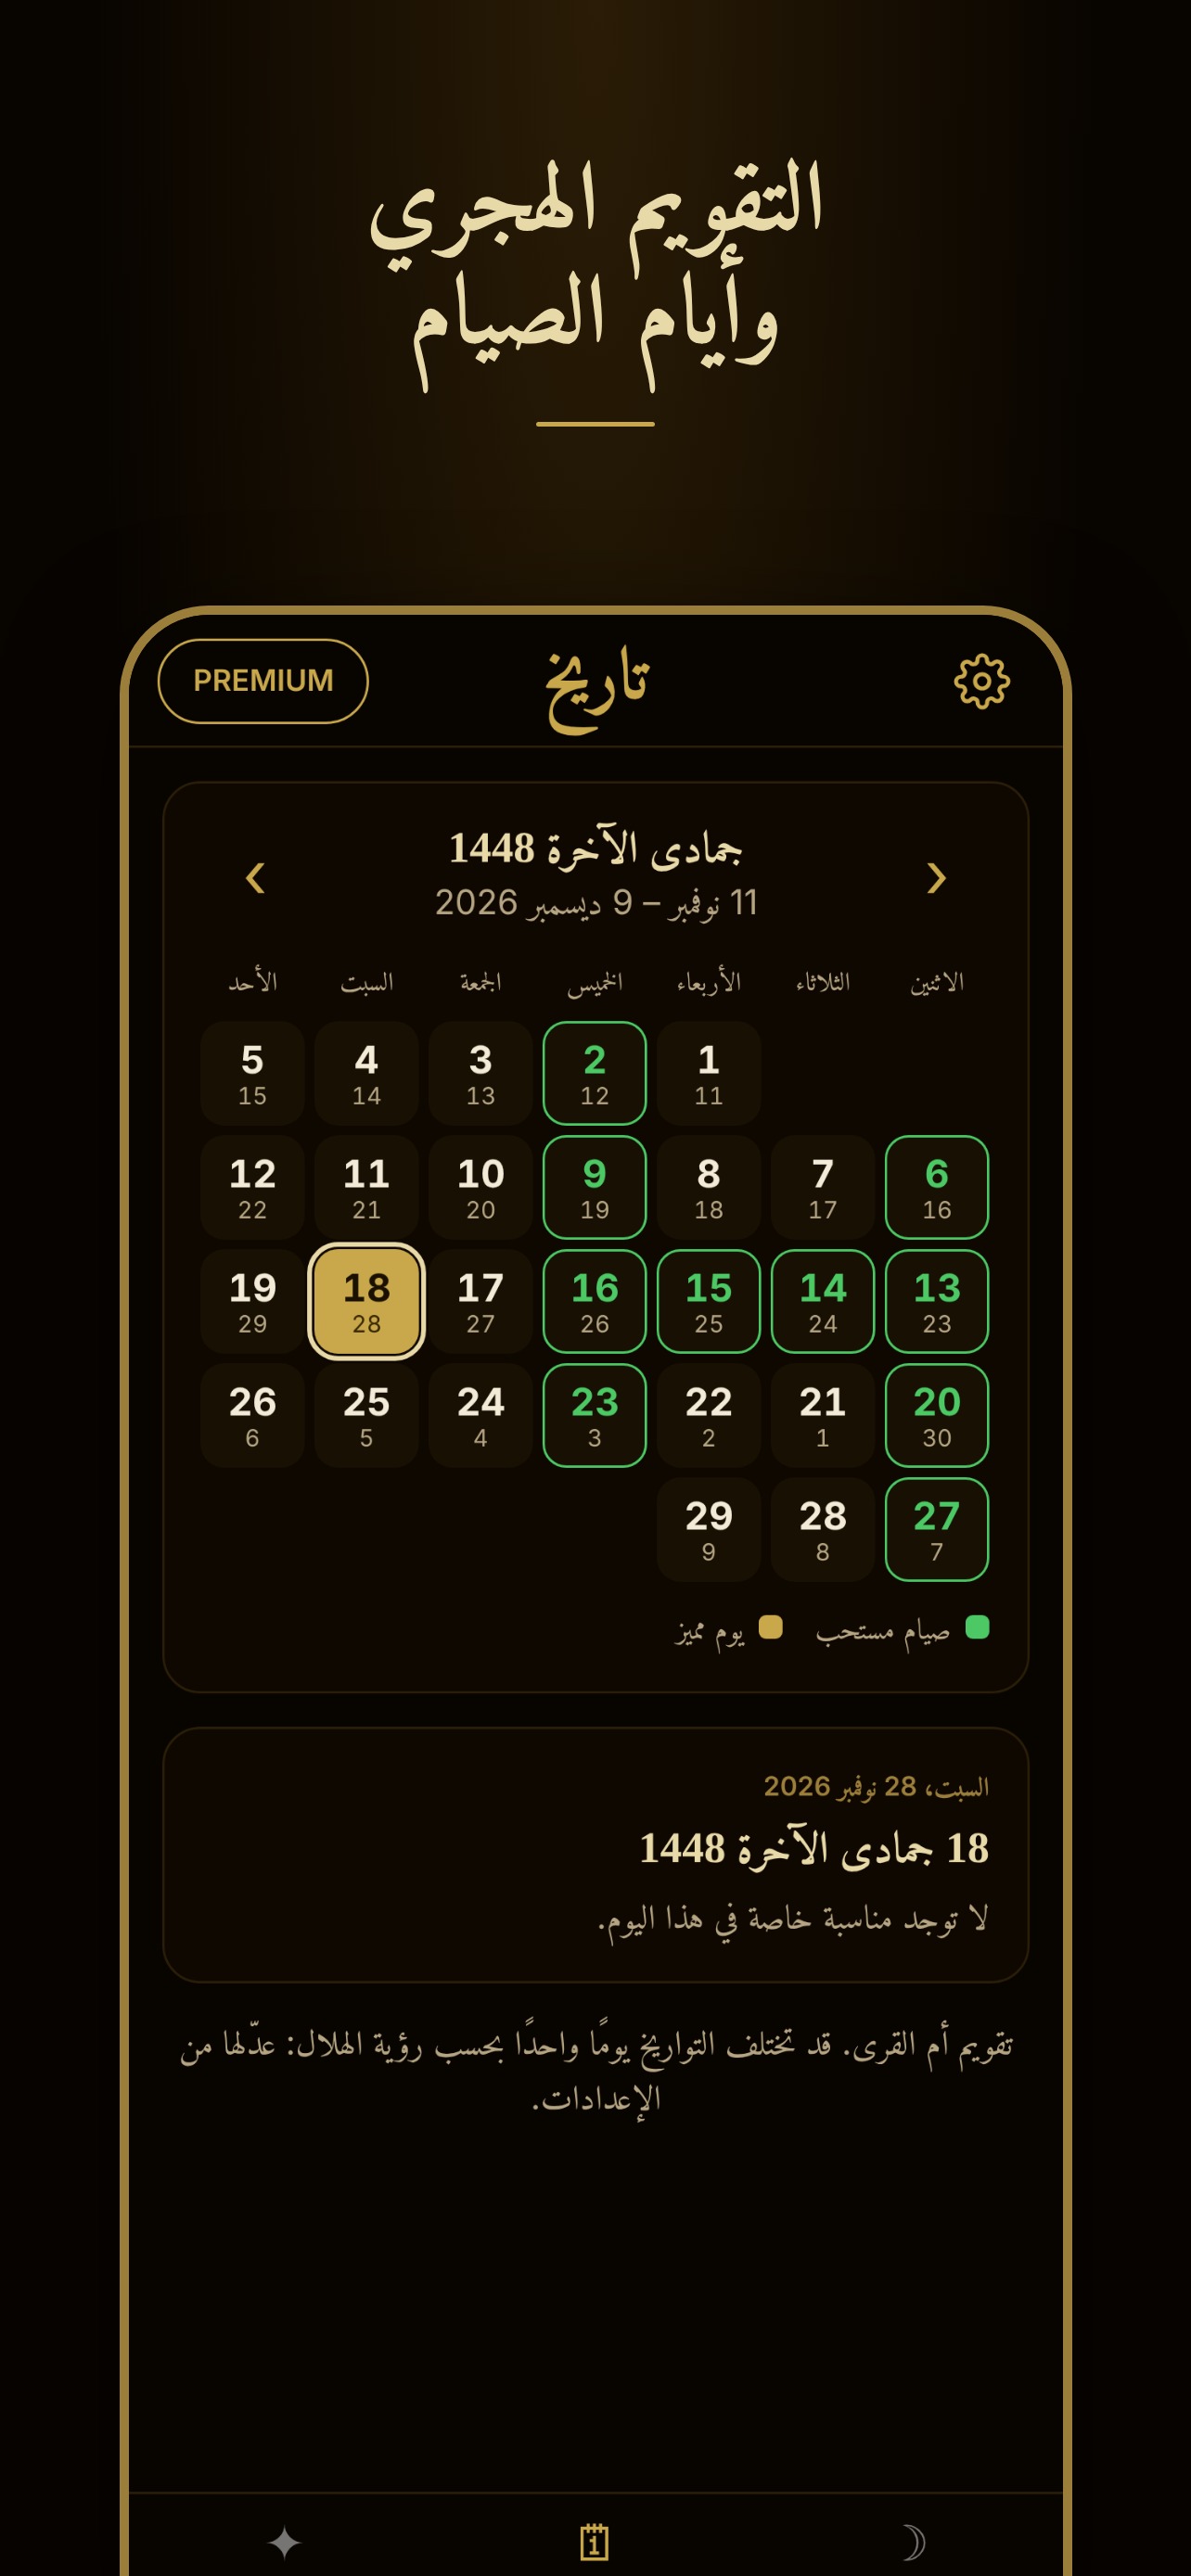 التقويم الهجري
وأيام الصيام
PREMIUM
تاريخ
جمادى الآخرة 1448
11 نوفمبر – 9 ديسمبر 2026
الاثنين الثلاثاء الأربعاء الخميس الجمعة السبت الأحد
1 2 3 4 5
11 12 13 14 15
6 7 8 9 10 11 12
16 17 18 19 20 21 22
13 14 15 16 17 18 19
23 24 25 26 27 28 29
20 21 22 23 24 25 26
30 1 2 3 4 5 6
27 28 29
7 8 9
صيام مستحب يوم مميز
السبت، 28 نوفمبر 2026
18 جمادى الآخرة 1448
لا توجد مناسبة خاصة في هذا اليوم.
تقويم أم القرى. قد تختلف التواريخ يومًا واحدًا بحسب رؤية الهلال: عدّلها من
الإعدادات.